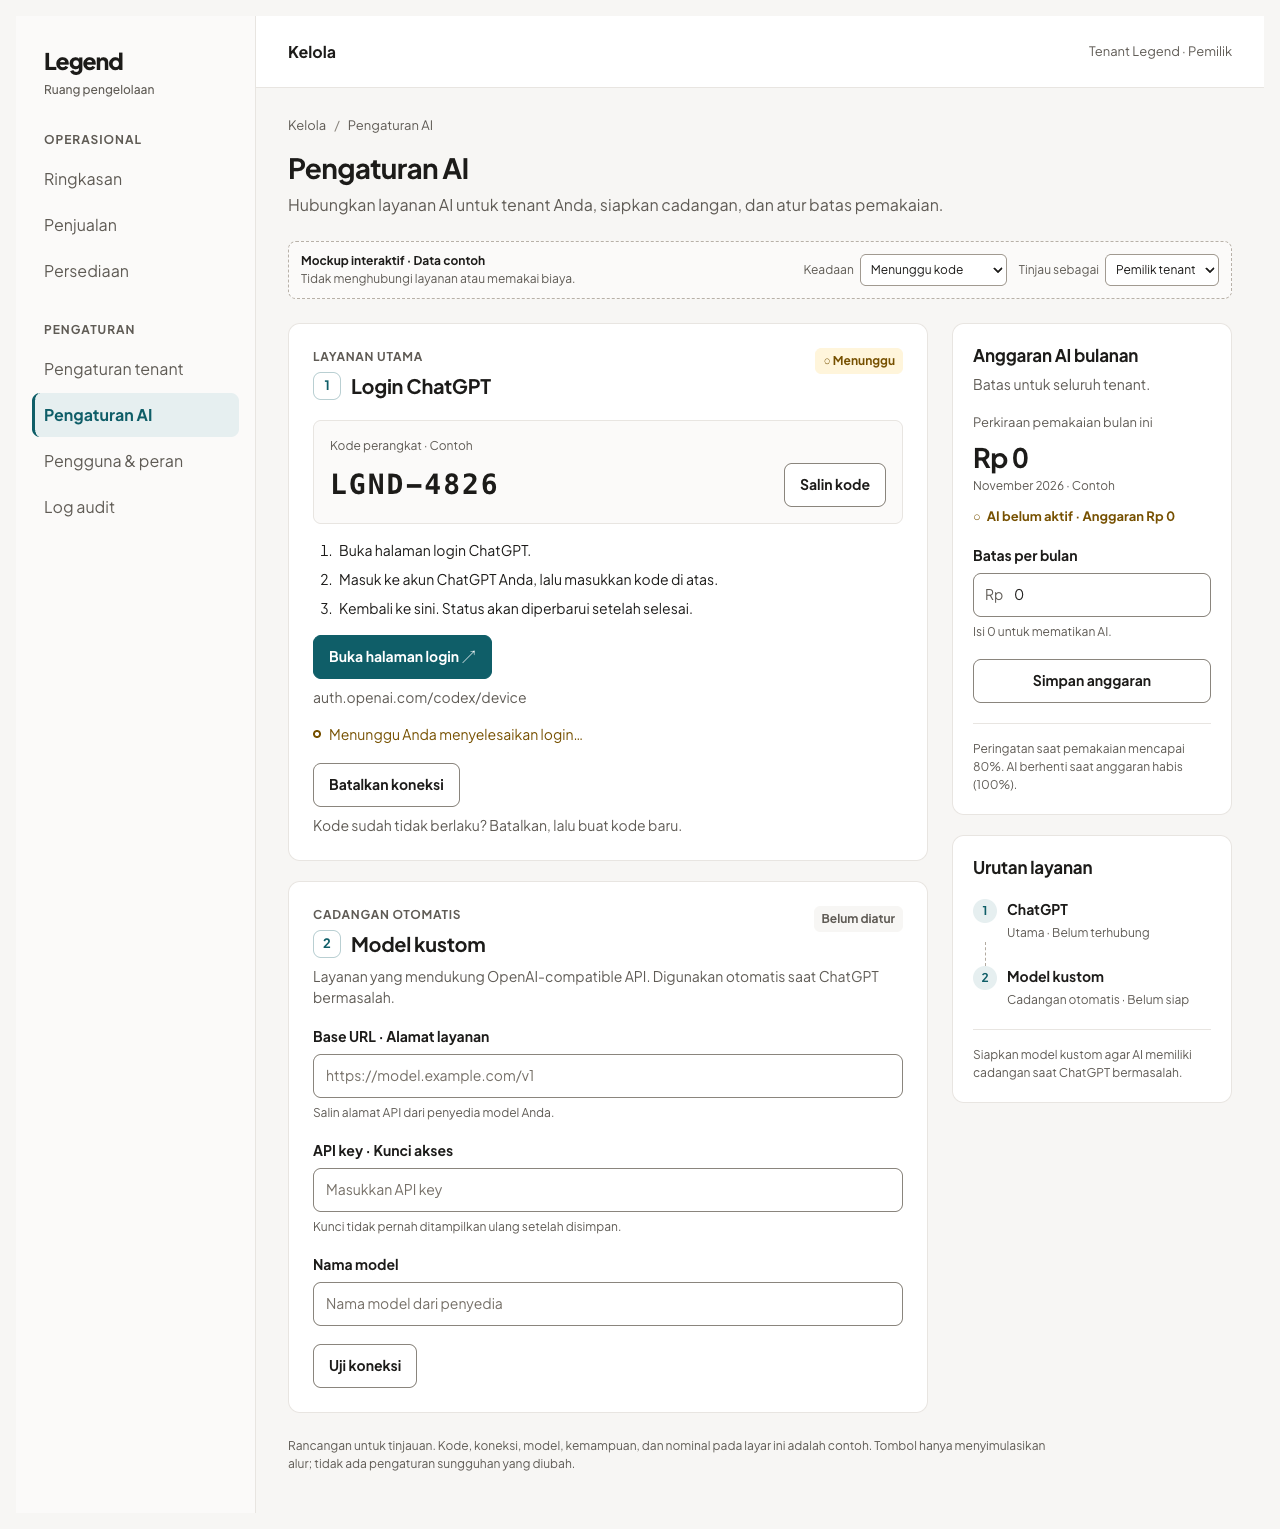 Legend
Ruang pengelolaan
OPERASIONAL
Ringkasan
Penjualan
Persediaan
PENGATURAN
Pengaturan tenant
Pengaturan AI
Pengguna & peran
Log audit
Kelola
Tenant Legend · Pemilik
Kelola / Pengaturan AI
Pengaturan AI
Hubungkan layanan AI untuk tenant Anda, siapkan cadangan, dan atur batas pemakaian.
Mockup interaktif · Data contoh
Tidak menghubungi layanan atau memakai biaya.
Keadaan Menunggu kode Tinjau sebagai Pemilik tenant
LAYANAN UTAMA
○ Menunggu
1 Login ChatGPT
Kode perangkat · Contoh
LGND–4826
Salin kode
1. Buka halaman login ChatGPT.
2. Masuk ke akun ChatGPT Anda, lalu masukkan kode di atas.
3. Kembali ke sini. Status akan diperbarui setelah selesai.
Buka halaman login ↗
auth.openai.com/codex/device
Menunggu Anda menyelesaikan login…
Batalkan koneksi
Kode sudah tidak berlaku? Batalkan, lalu buat kode baru.
CADANGAN OTOMATIS
Belum diatur
2 Model kustom
Layanan yang mendukung OpenAI-compatible API. Digunakan otomatis saat ChatGPT
bermasalah.
Base URL · Alamat layanan
https://model.example.com/v1
Salin alamat API dari penyedia model Anda.
API key · Kunci akses
Masukkan API key
Kunci tidak pernah ditampilkan ulang setelah disimpan.
Nama model
Nama model dari penyedia
Uji koneksi
Anggaran AI bulanan
Batas untuk seluruh tenant.
Perkiraan pemakaian bulan ini
Rp 0
November 2026 · Contoh
○ AI belum aktif · Anggaran Rp 0
Batas per bulan
Rp 0
Isi 0 untuk mematikan AI.
Simpan anggaran
Peringatan saat pemakaian mencapai
80%. AI berhenti saat anggaran habis
(100%).
Urutan layanan
1 ChatGPT
Utama · Belum terhubung
2 Model kustom
Cadangan otomatis · Belum siap
Siapkan model kustom agar AI memiliki
cadangan saat ChatGPT bermasalah.
Rancangan untuk tinjauan. Kode, koneksi, model, kemampuan, dan nominal pada layar ini adalah contoh. Tombol hanya menyimulasikan
alur; tidak ada pengaturan sungguhan yang diubah.